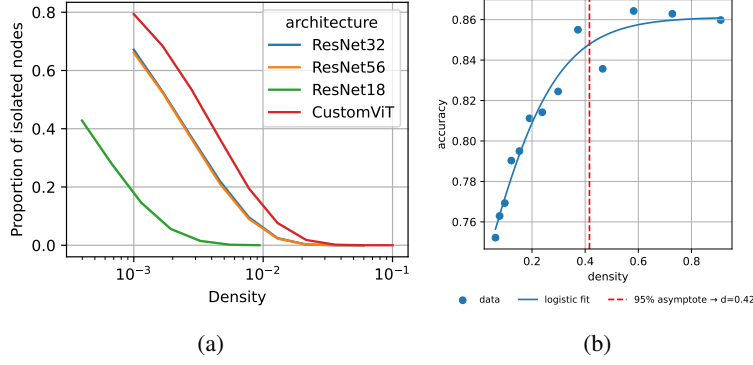 0.8
0.6
0.4
0.2
0.0
Proportion of isolated nodes
architecture
ResNet32
ResNet56
ResNet18
CustomViT
10⁻³
10⁻²
10⁻¹
Density
(a)
0.86
0.84
0.82
0.80
0.78
0.76
accuracy
0.2
0.4
0.6
0.8
density
data
logistic fit
95% asymptote → d=0.42
(b)